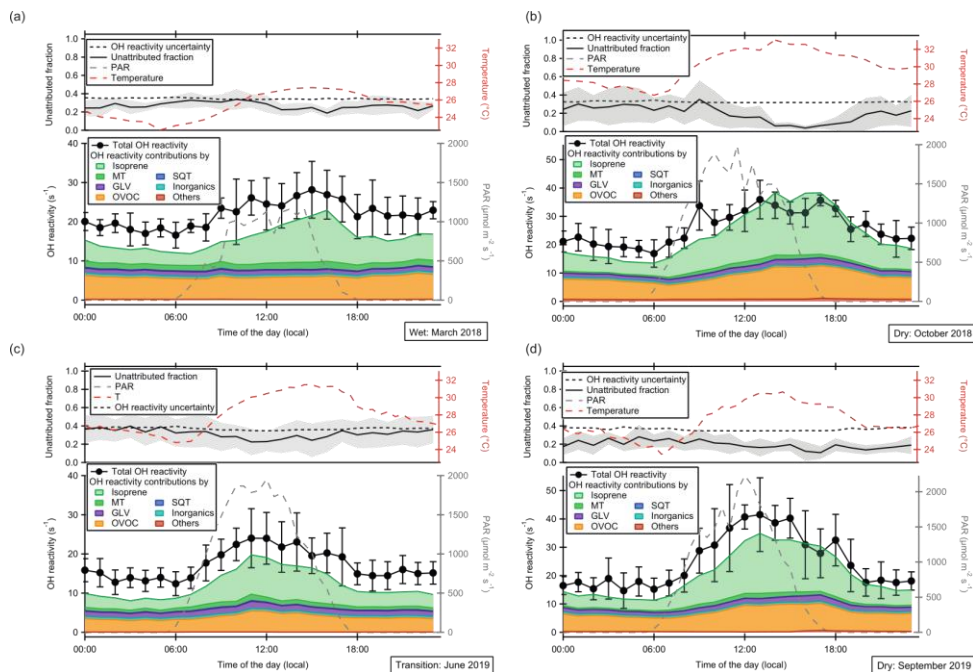 (a)
OH reactivity uncertainty
Unattributed fraction
PAR
Temperature
Unattributed fraction
1.0
0.8
0.6
0.4
0.2
0.0
32
30
28
26
24
Temperature (°C)
Total OH reactivity
OH reactivity contributions by
Isoprene
MT SQT
GLV Inorganics
OVOC Others
OH reactivity (s⁻¹)
40
30
20
10
0
2000
1500
1000
500
0
PAR (μmol m⁻² s⁻¹)
00:00 06:00 12:00 18:00
Time of the day (local)
Wet: March 2018
(b)
OH reactivity uncertainty
Unattributed fraction
PAR
Temperature
Unattributed fraction
1.0
0.8
0.6
0.4
0.2
0.0
32
30
28
26
24
Temperature (°C)
Total OH reactivity
OH reactivity contributions by
Isoprene
MT SQT
GLV Inorganics
OVOC Others
OH reactivity (s⁻¹)
50
40
30
20
10
0
2000
1500
1000
500
0
PAR (μmol m⁻² s⁻¹)
00:00 06:00 12:00 18:00
Time of the day (local)
Dry: October 2018
(c)
Unattributed fraction
PAR
T
OH reactivity uncertainty
Unattributed fraction
1.0
0.8
0.6
0.4
0.2
0.0
32
30
28
26
24
Temperature (°C)
Total OH reactivity
OH reactivity contributions by
Isoprene
MT SQT
GLV Inorganics
OVOC Others
OH reactivity (s⁻¹)
40
30
20
10
0
2000
1500
1000
500
0
PAR (μmol m⁻² s⁻¹)
00:00 06:00 12:00 18:00
Time of the day (local)
Transition: June 2019
(d)
OH reactivity uncertainty
Unattributed fraction
PAR
Temperature
Unattributed fraction
1.0
0.8
0.6
0.4
0.2
0.0
32
30
28
26
24
Temperature (°C)
Total OH reactivity
OH reactivity contributions by
Isoprene
MT SQT
GLV Inorganics
OVOC Others
OH reactivity (s⁻¹)
50
40
30
20
10
0
2000
1500
1000
500
0
PAR (μmol m⁻² s⁻¹)
00:00 06:00 12:00 18:00
Time of the day (local)
Dry: September 2019